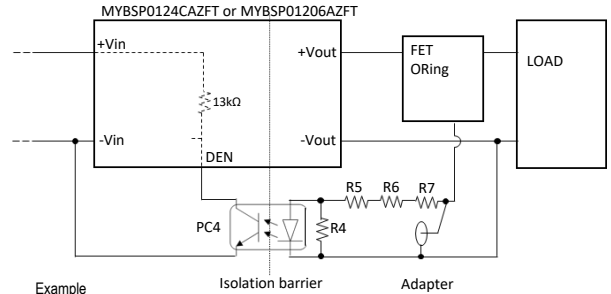 MYBSP0124CAZFT or MYBSP01206AZFT
+Vin
+Vout
FET
ORing
LOAD
13kΩ
-Vin
-Vout
DEN
R5 R6 R7
PC4
R4
Example
Isolation barrier
Adapter